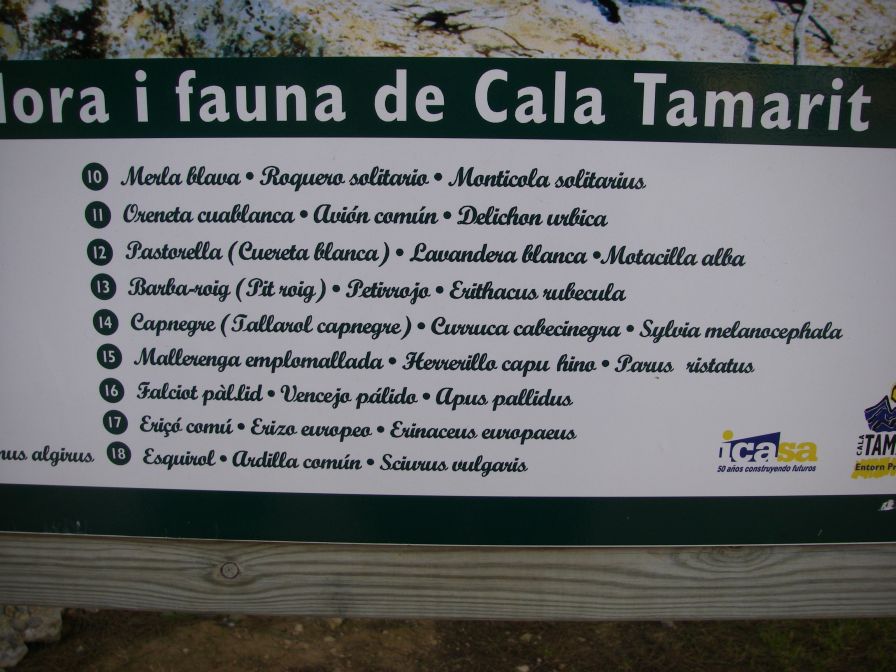 lora i fauna de Cala Tamarit
10 Merla blava • Roquero solitario • Monticola solitarius
11 Oreneta cuablanca • Avión común • Delichon urbica
12 Pastorella (Cuereta blanca) • Lavandera blanca • Motacilla alba
13 Barba-roig (Pit roig) • Petirrojo • Erithacus rubecula
14 Capnegre (Tallarol capnegre) • Curruca cabecinegra • Sylvia melanocephala
15 Mallerenga emplomallada • Herrerillo capu hino • Parus ristatus
16 Falciot pàl.lid • Vencejo pálido • Apus pallidus
17 Eriçó comú • Erizo europeo • Erinaceus europaeus
nus algirus 18 Esquirol • Ardilla común • Sciurus vulgaris
icasa
50 años construyendo futuros
CALA
TAM
Entorn Pr